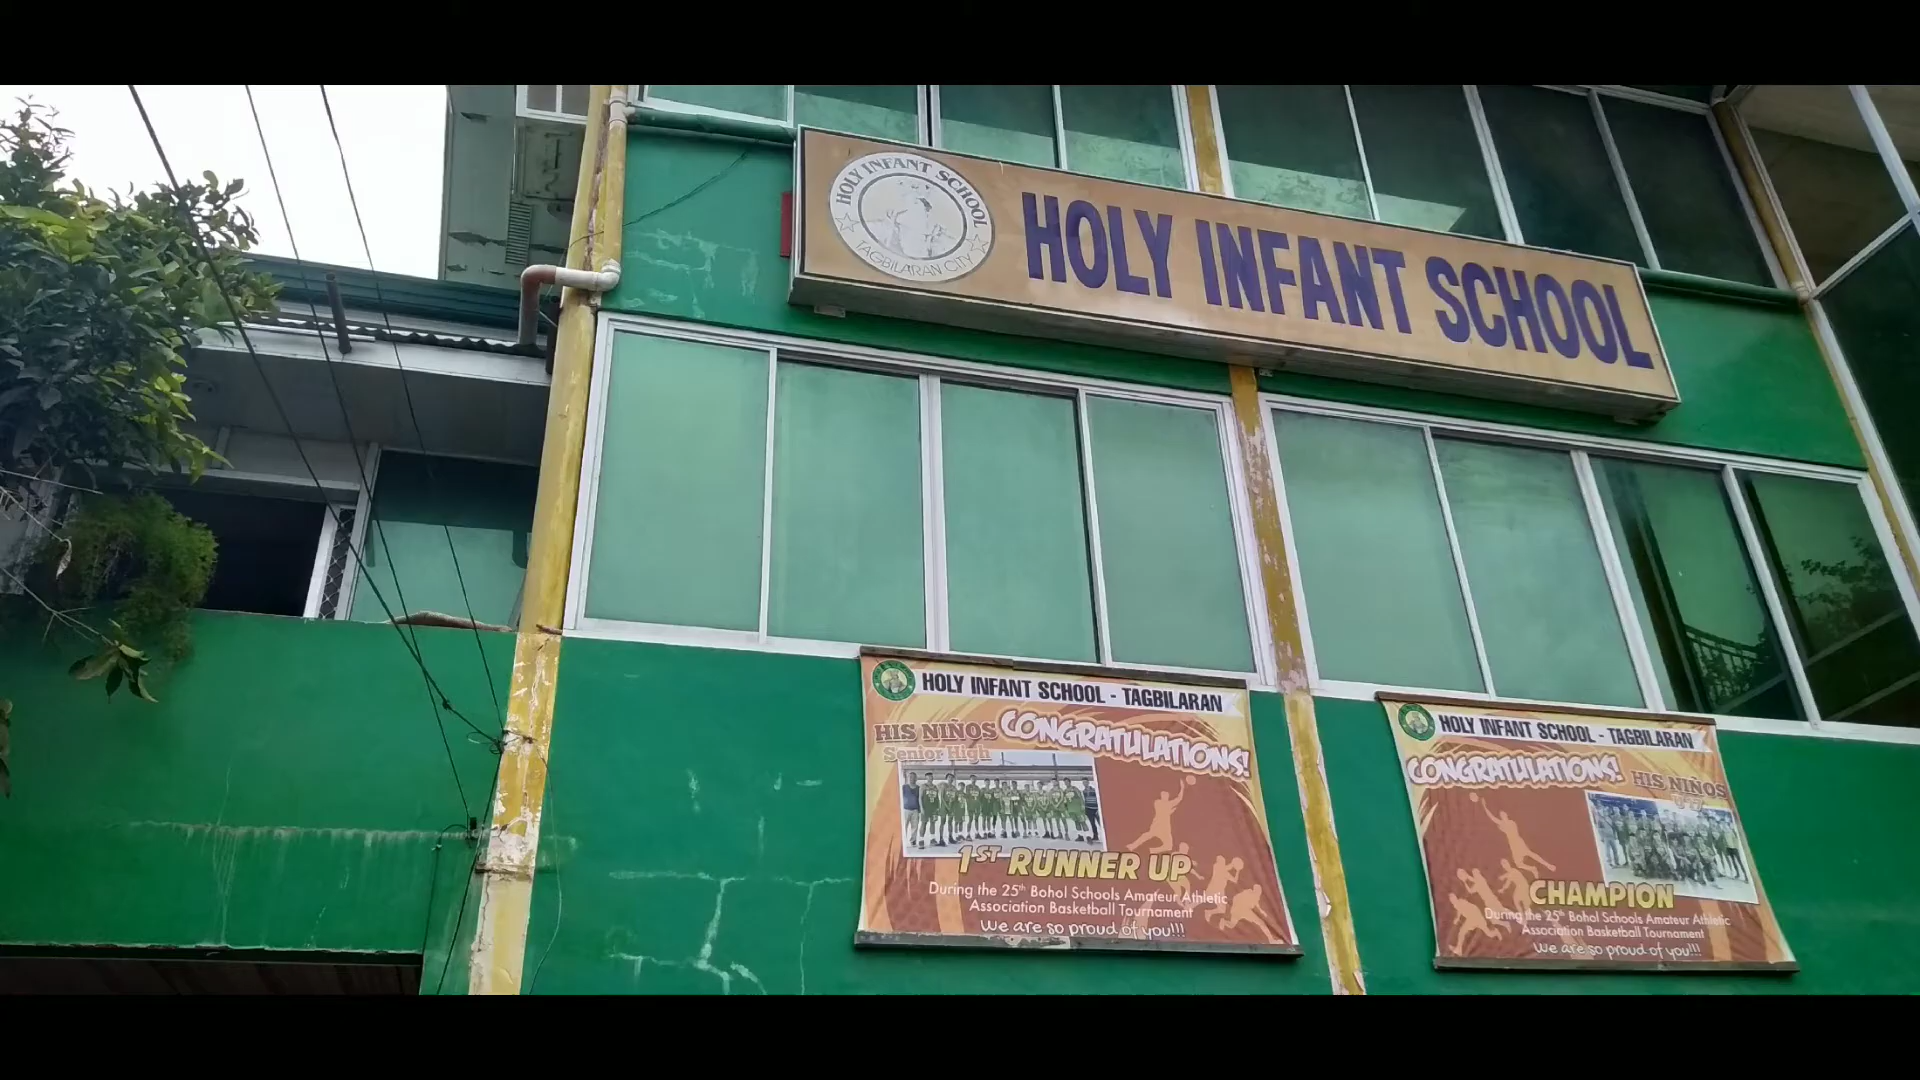 HOLY INFANT SCHOOL
TAGBILARAN CITY
HOLY INFANT SCHOOL
HOLY INFANT SCHOOL - TAGBILARAN
HIS NIÑOS
Senior High
CONGRATULATIONS!
1ST RUNNER UP
During the 25th Bohol Schools Amateur Athletic
Association Basketball Tournament
We are so proud of you!!!
HOLY INFANT SCHOOL - TAGBILARAN
CONGRATULATIONS!
HIS NIÑOS
CHAMPION
During the 25th Bohol Schools Amateur Athletic
Association Basketball Tournament
We are so proud of you!!!